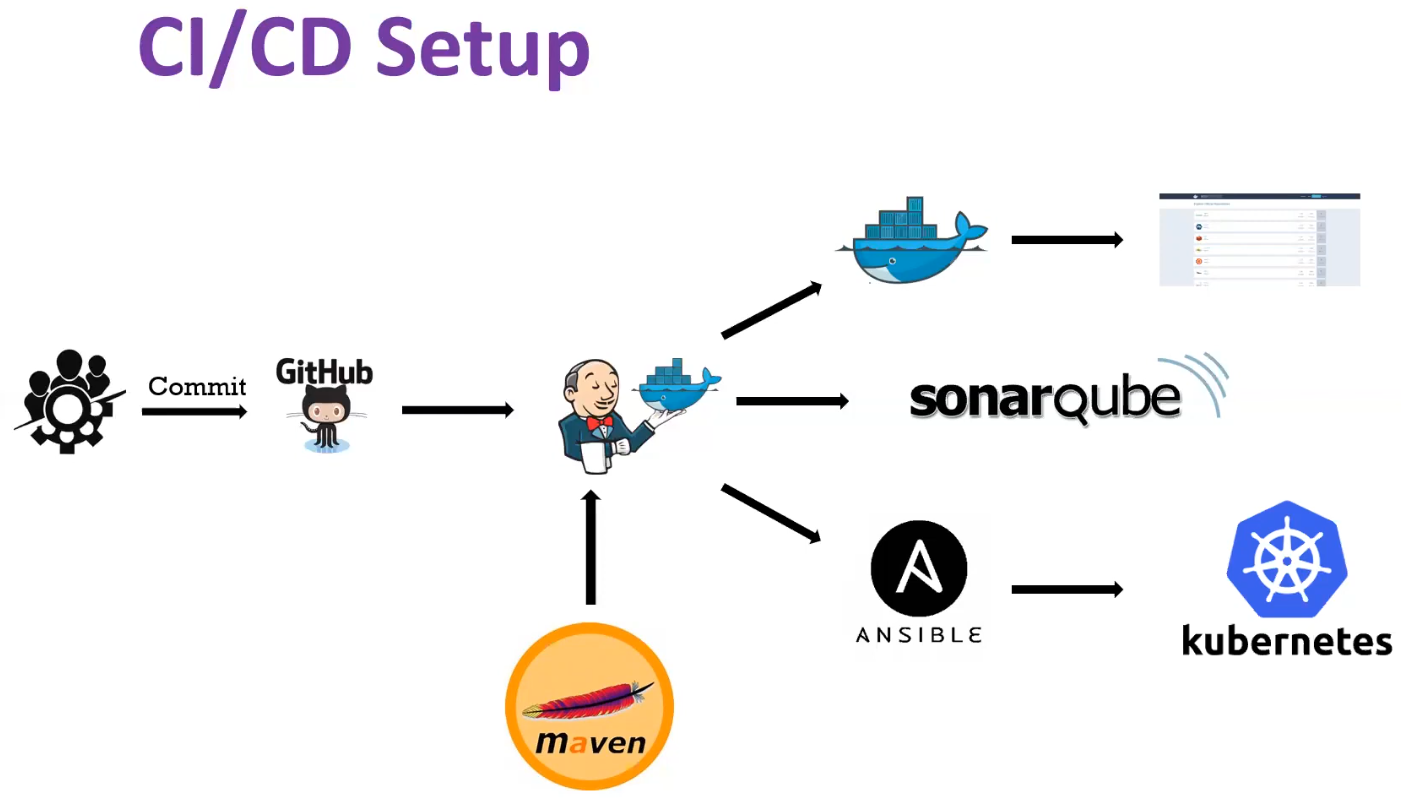 CI/CD Setup
Commit
GitHub
sonarqube
ANSIBLE
kubernetes
maven